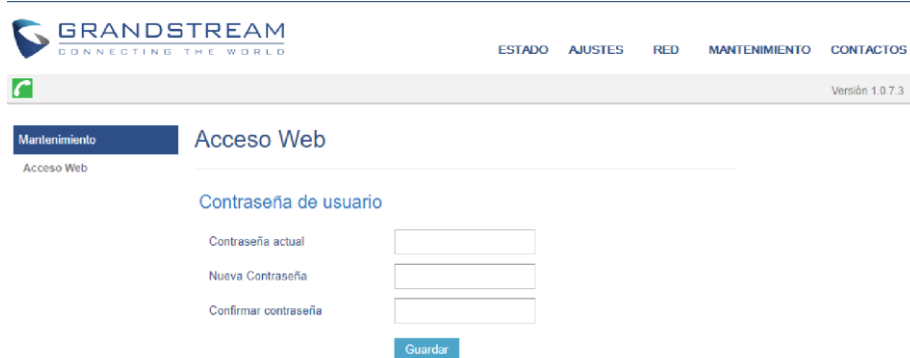 GRANDSTREAM
CONNECTING THE WORLD
ESTADO AJUSTES RED MANTENIMIENTO CONTACTOS
Versión 1.0.7.3
Mantenimiento
Acceso Web
Acceso Web
Contraseña de usuario
Contraseña actual
Nueva Contraseña
Confirmar contraseña
Guardar